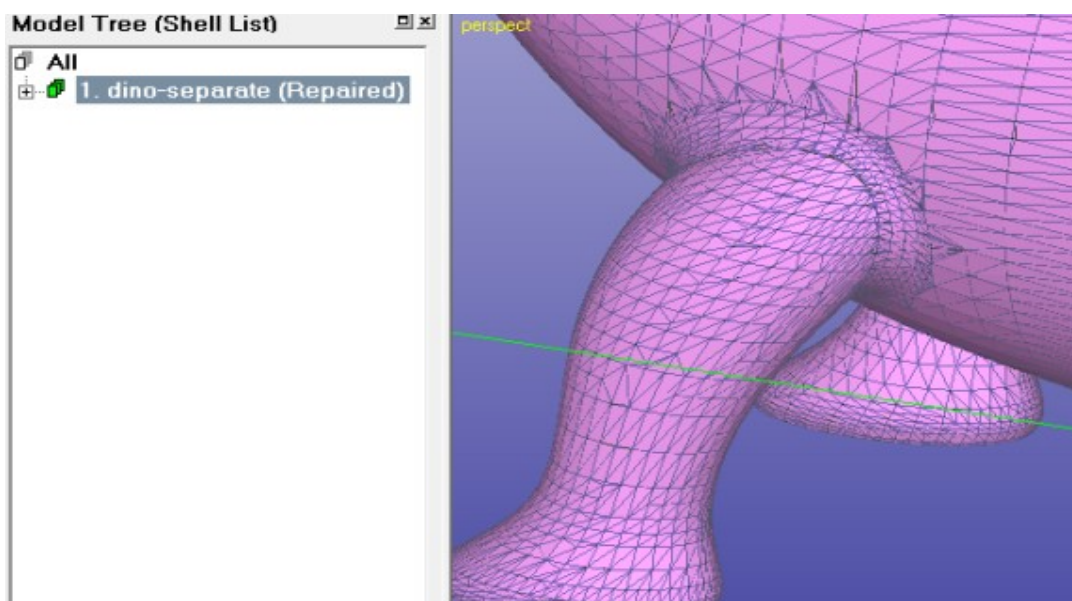 Model Tree (Shell List)
All
1. dino-separate (Repaired)
perspect